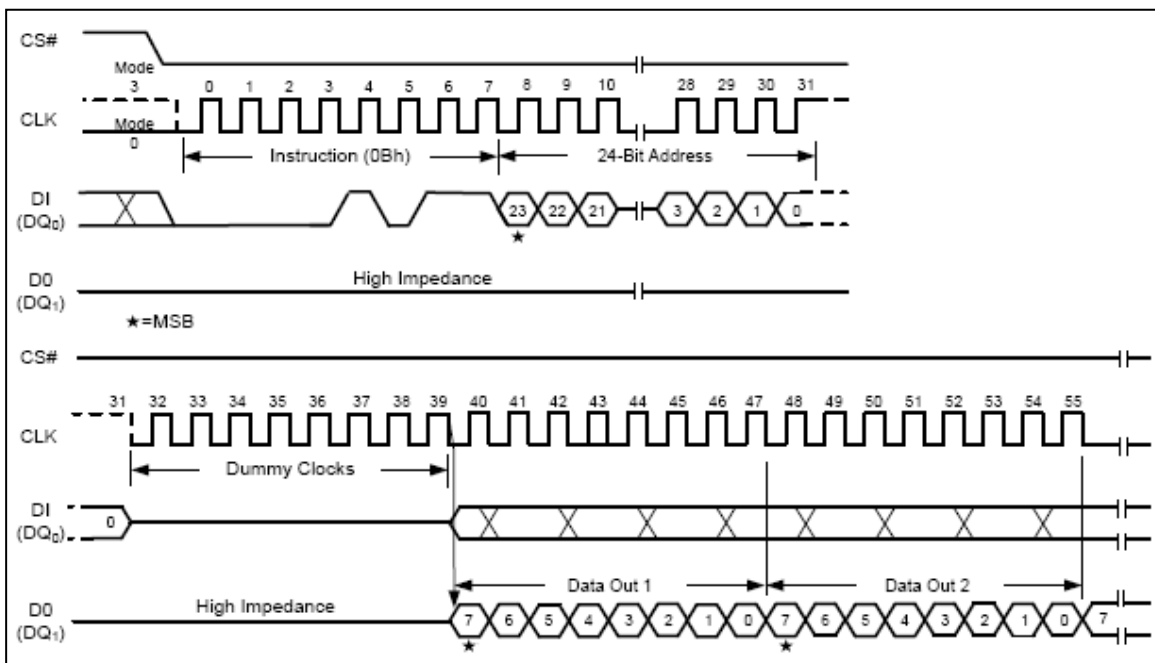 CS#
Mode
3 0 1 2 3 4 5 6 7 8 9 10 28 29 30 31
CLK
Mode
0
Instruction (0Bh) 24-Bit Address
DI
(DQ0) 23 22 21 3 2 1 0
★
D0
(DQ1)
High Impedance
★=MSB
CS#
31 32 33 34 35 36 37 38 39 40 41 42 43 44 45 46 47 48 49 50 51 52 53 54 55
CLK
Dummy Clocks
DI
(DQ0) 0
Data Out 1 Data Out 2
D0
(DQ1)
High Impedance 7 6 5 4 3 2 1 0 7 6 5 4 3 2 1 0 7
★ ★